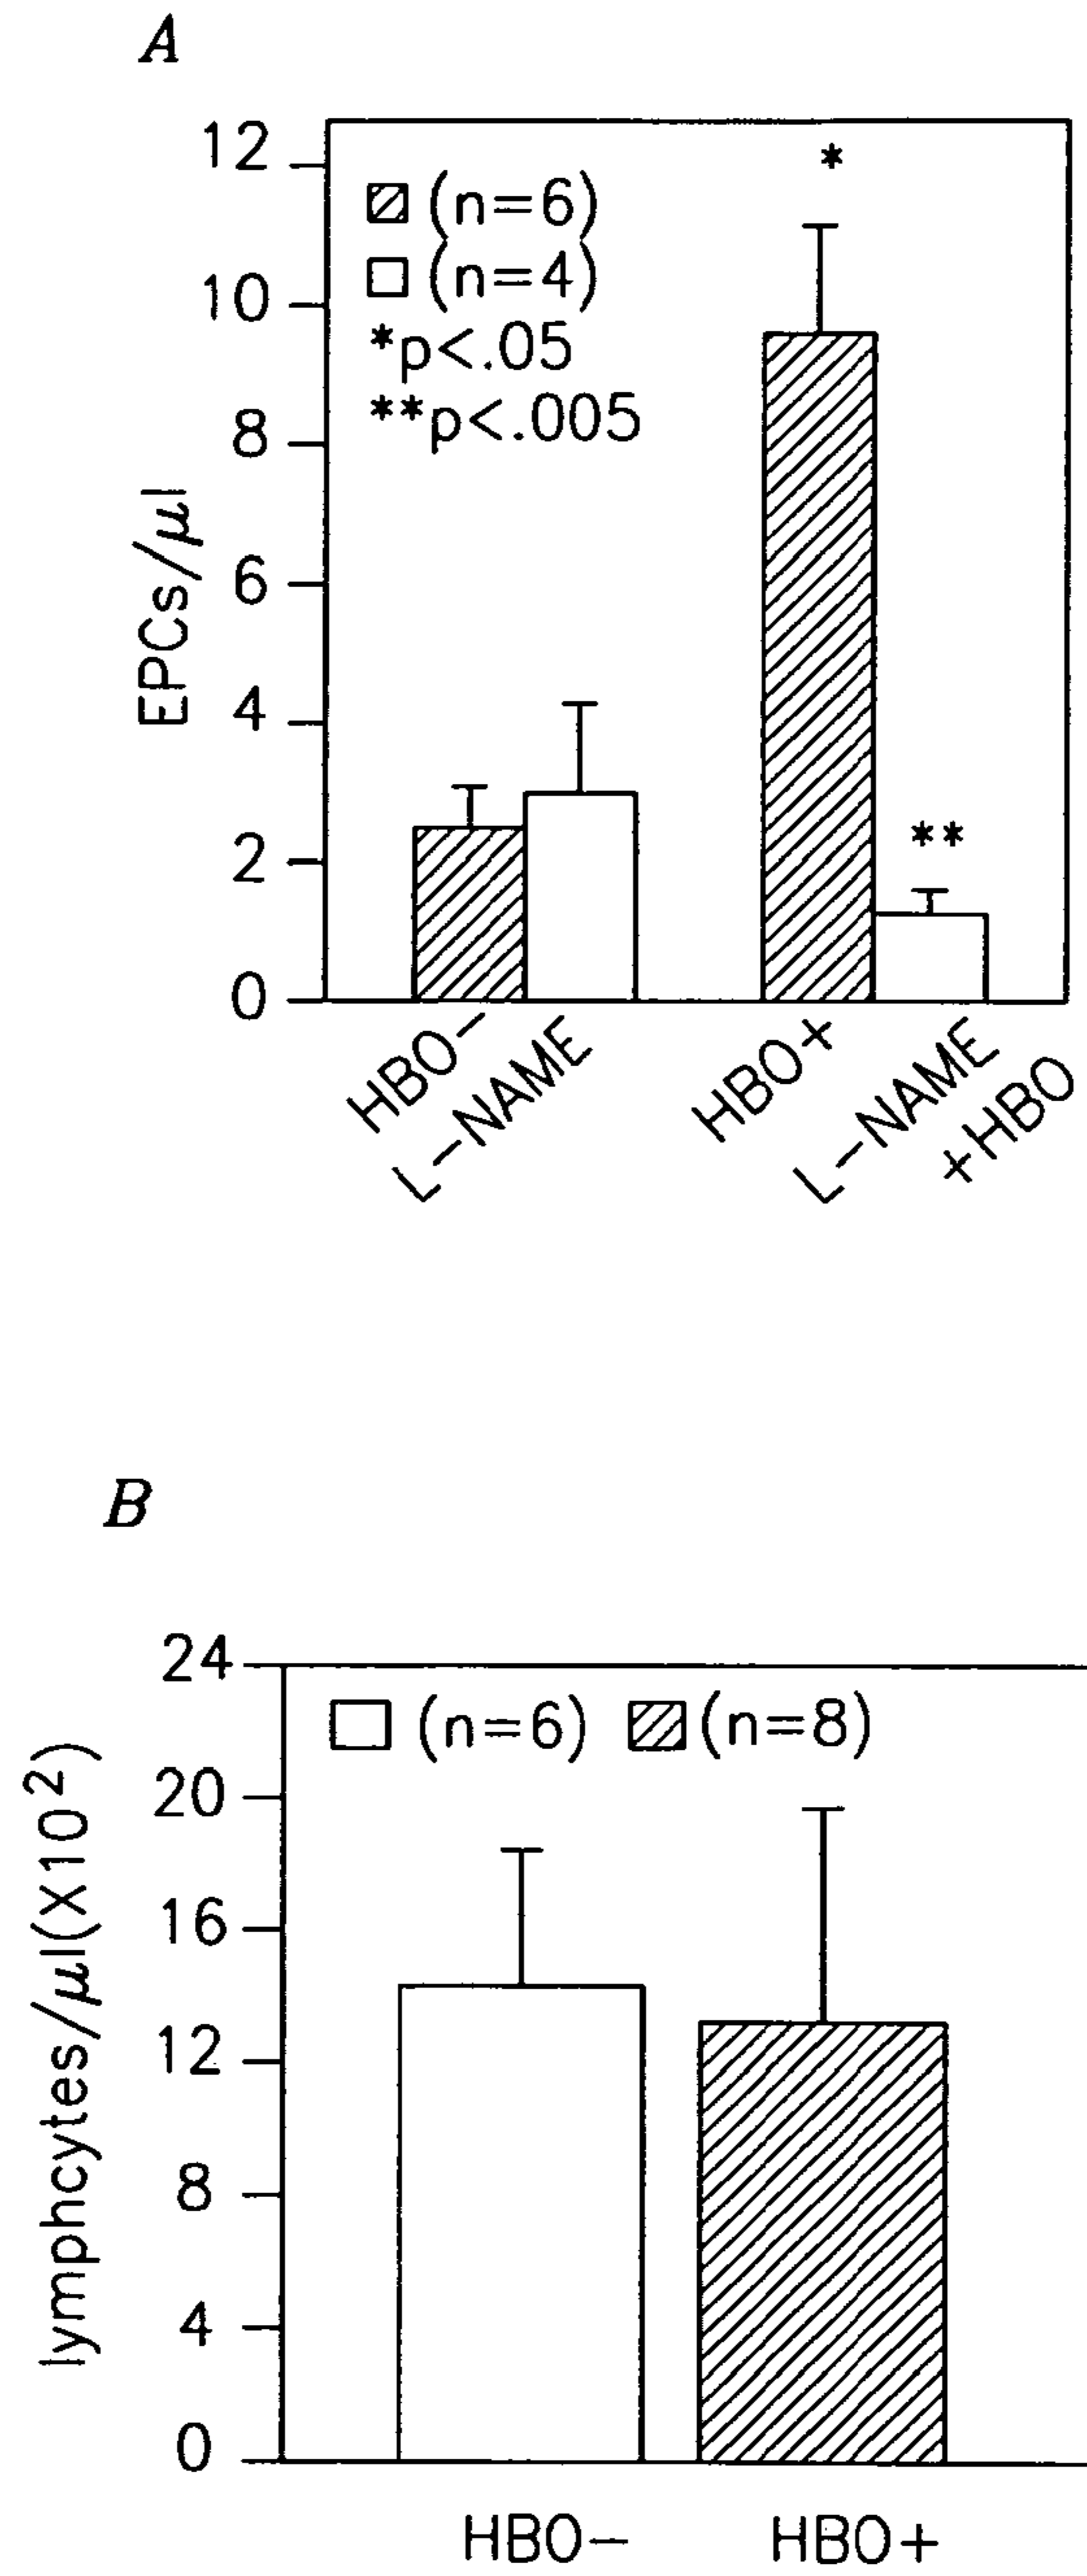 A
12
10
8
6
4
2
0
EPCs/μl
(n=6)
(n=4)
*p<.05
**p<.005
*
**
HBO−
L−NAME
HBO+
L−NAME
+HBO
B
24
20
16
12
8
4
0
lymphcytes/μl(X10²)
(n=6) (n=8)
HBO− HBO+